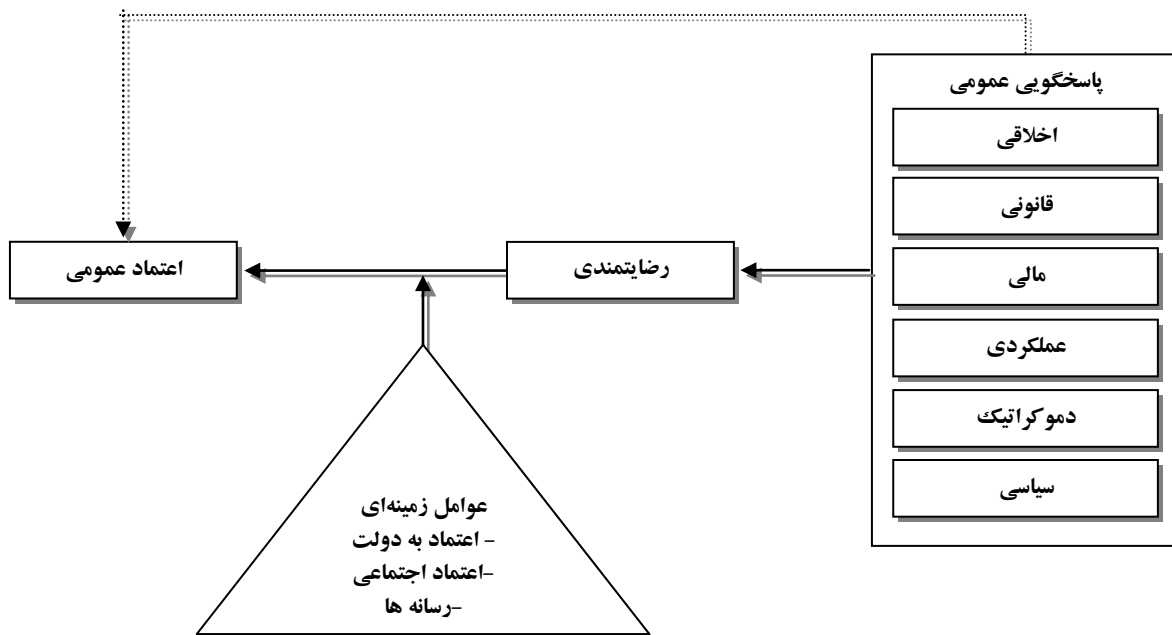 پاسخگویی عمومی
اخلاقی
قانونی
مالی
عملکردی
دموکراتیک
سیاسی
رضایتمندی
اعتماد عمومی
عوامل زمینه‌ای
- اعتماد به دولت
-اعتماد اجتماعی
-رسانه ها